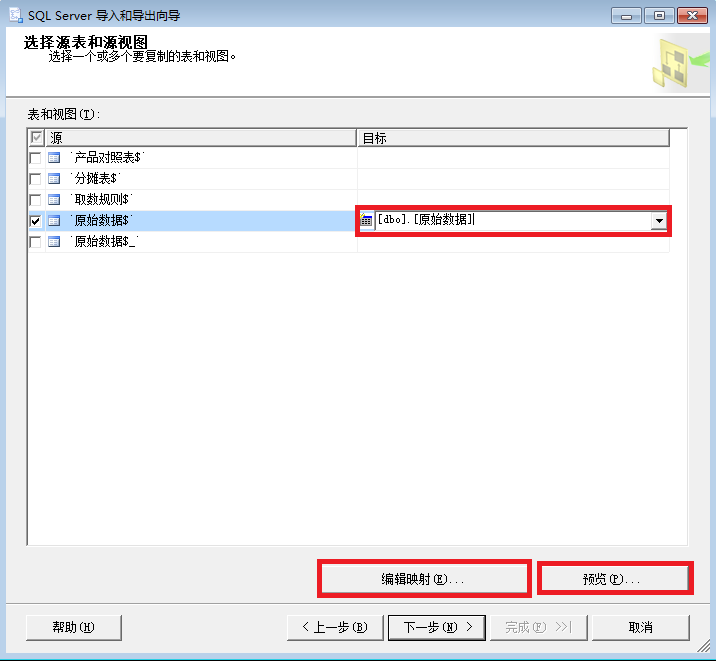 SQL Server 导入和导出向导
选择源表和源视图
选择一个或多个要复制的表和视图。
表和视图(T):
源 目标
`产品对照表$`
`分摊表$`
`取数规则$`
`原始数据$` [dbo].[原始数据]
`原始数据$_`
编辑映射(E)... 预览(P)...
帮助(H) < 上一步(B) 下一步(N) > 完成(F) >>| 取消